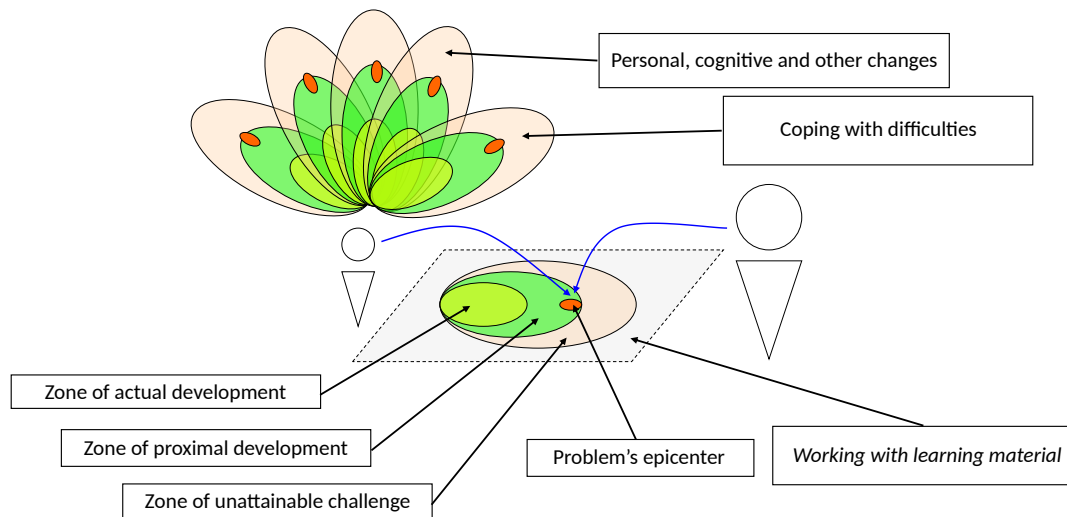 Personal, cognitive and other changes
Coping with difficulties
Zone of actual development
Zone of proximal development
Problem’s epicenter
Working with learning material
Zone of unattainable challenge